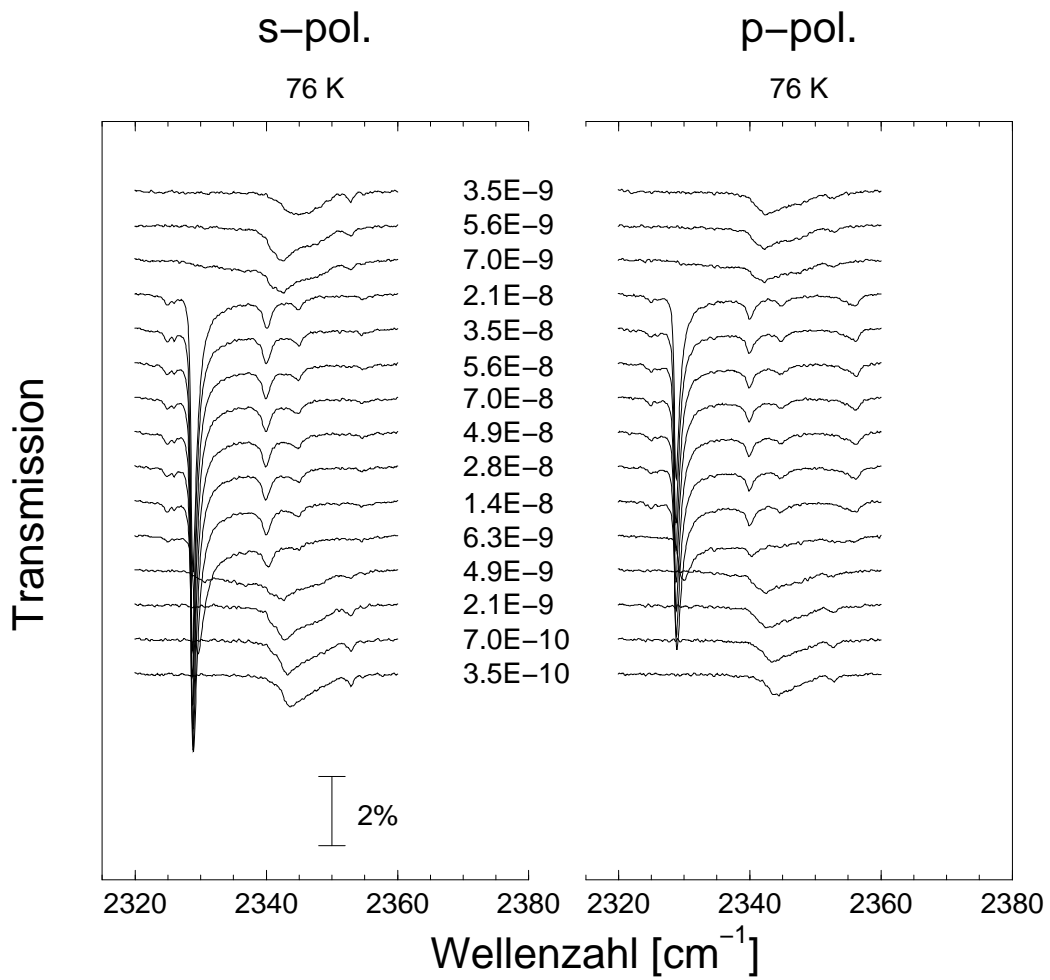 s−pol.
p−pol.
76 K
76 K
3.5E−9
5.6E−9
7.0E−9
2.1E−8
3.5E−8
5.6E−8
7.0E−8
4.9E−8
2.8E−8
1.4E−8
6.3E−9
4.9E−9
2.1E−9
7.0E−10
3.5E−10
Transmission
2%
2320 2340 2360 2380 2320 2340 2360 2380
Wellenzahl [cm⁻¹]